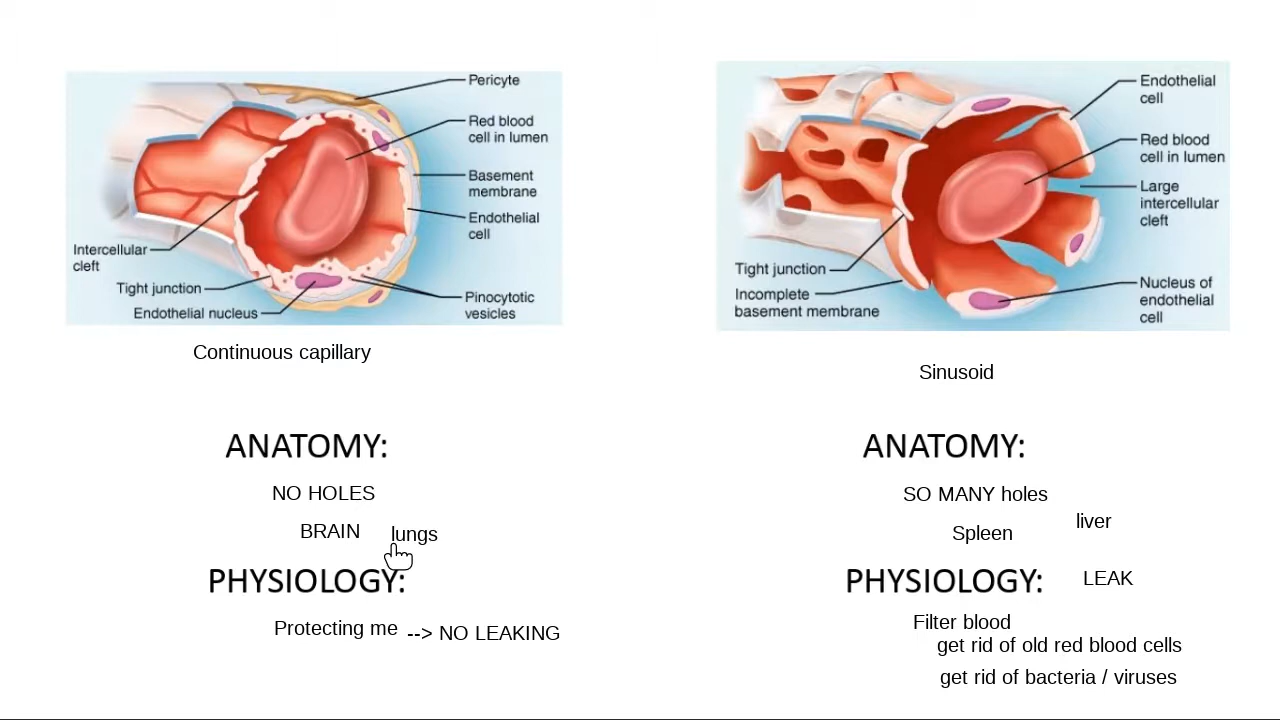 Pericyte
Red blood
cell in lumen
Basement
membrane
Endothelial
cell
Intercellular
cleft
Tight junction
Endothelial nucleus
Pinocytotic
vesicles
Continuous capillary
ANATOMY:
NO HOLES
BRAIN lungs
PHYSIOLOGY:
Protecting me --> NO LEAKING
Endothelial
cell
Red blood
cell in lumen
Large
intercellular
cleft
Tight junction
Incomplete
basement membrane
Nucleus of
endothelial
cell
Sinusoid
ANATOMY:
SO MANY holes
Spleen liver
PHYSIOLOGY: LEAK
Filter blood
get rid of old red blood cells
get rid of bacteria / viruses